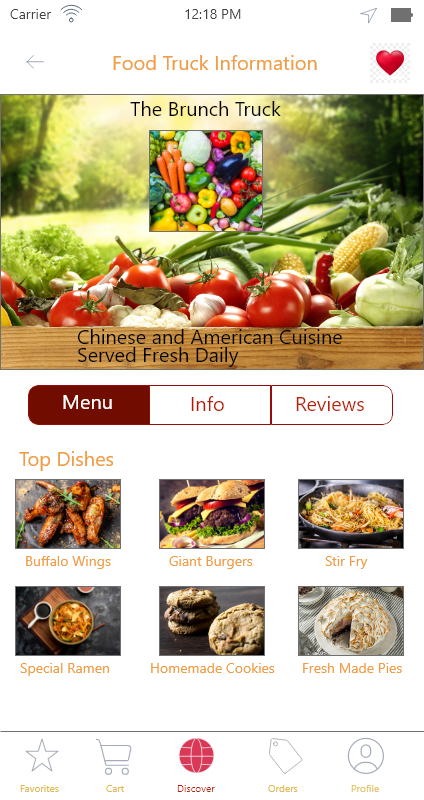 Carrier 12:18 PM
Food Truck Information
The Brunch Truck
Chinese and American Cuisine
Served Fresh Daily
Menu Info Reviews
Top Dishes
Buffalo Wings Giant Burgers Stir Fry
Special Ramen Homemade Cookies Fresh Made Pies
Favorites Cart Discover Orders Profile